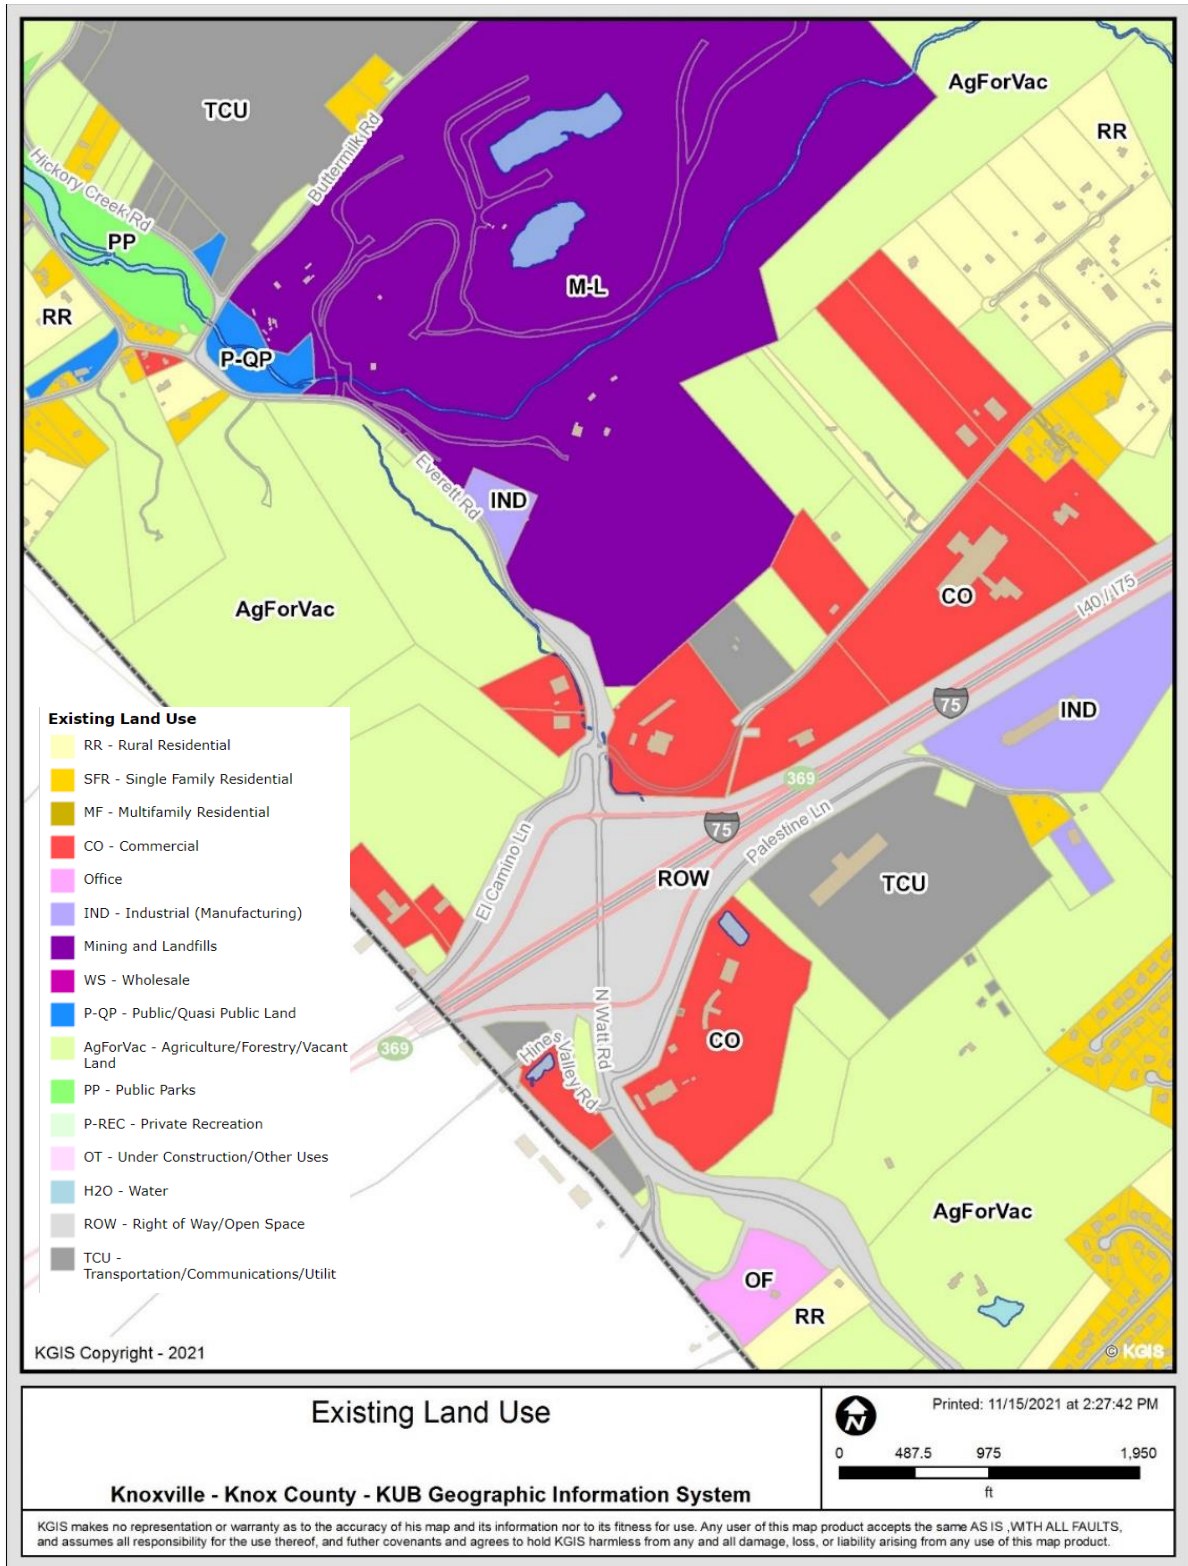 AgForVac
TCU
RR
Buttermilk Rd
Hickory Creek Rd
PP
M-L
RR
P-QP
Everett Rd
IND
CO
I40 / I75
AgForVac
75
IND
369
75
Palestine Ln
El Camino Ln
ROW
TCU
N Watt Rd
CO
Hines Valley Rd
369
AgForVac
OF
RR
Existing Land Use
RR - Rural Residential
SFR - Single Family Residential
MF - Multifamily Residential
CO - Commercial
Office
IND - Industrial (Manufacturing)
Mining and Landfills
WS - Wholesale
P-QP - Public/Quasi Public Land
AgForVac - Agriculture/Forestry/Vacant
Land
PP - Public Parks
P-REC - Private Recreation
OT - Under Construction/Other Uses
H2O - Water
ROW - Right of Way/Open Space
TCU -
Transportation/Communications/Utilit
KGIS Copyright - 2021
© KGIS
Existing Land Use
Knoxville - Knox County - KUB Geographic Information System
N
Printed: 11/15/2021 at 2:27:42 PM
0 487.5 975 1,950
ft
KGIS makes no representation or warranty as to the accuracy of his map and its information nor to its fitness for use. Any user of this map product accepts the same AS IS ,WITH ALL FAULTS,
and assumes all responsibility for the use thereof, and futher covenants and agrees to hold KGIS harmless from any and all damage, loss, or liability arising from any use of this map product.